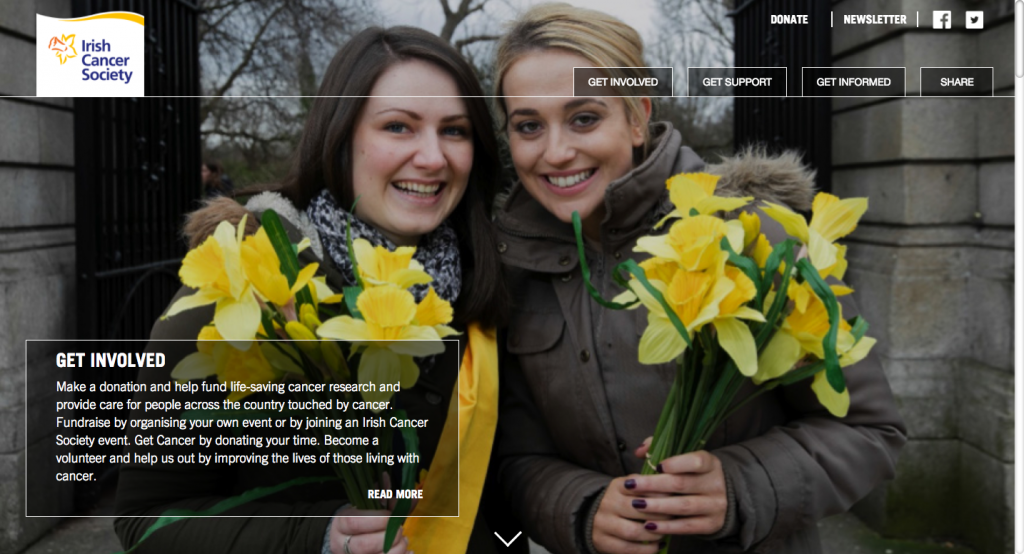 Irish
Cancer
Society
DONATE
NEWSLETTER
GET INVOLVED
GET SUPPORT
GET INFORMED
SHARE
GET INVOLVED
Make a donation and help fund life-saving cancer research and
provide care for people across the country touched by cancer.
Fundraise by organising your own event or by joining an Irish Cancer
Society event. Get Cancer by donating your time. Become a
volunteer and help us out by improving the lives of those living with
cancer.
READ MORE